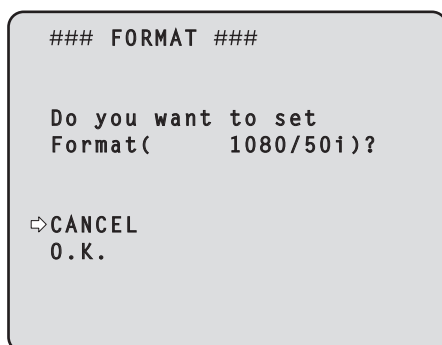 ### FORMAT ###
Do you want to set
Format(     1080/50i)?
⇨CANCEL
O.K.